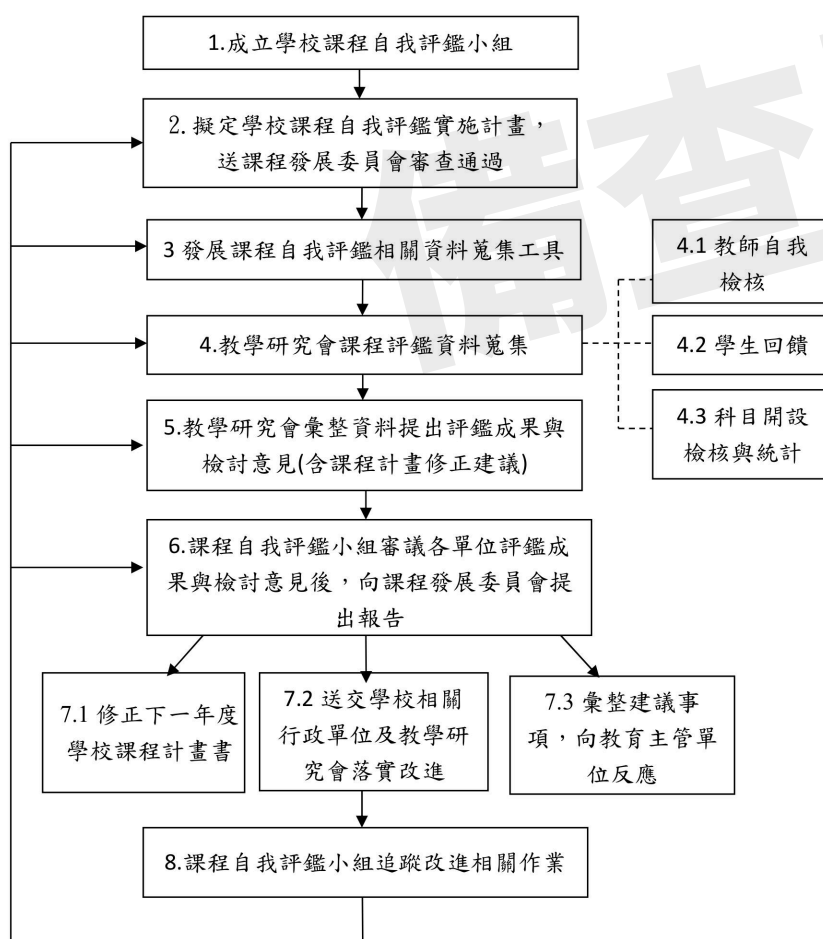 1.成立學校課程自我評鑑小組
2. 擬定學校課程自我評鑑實施計畫，
送課程發展委員會審查通過
3 發展課程自我評鑑相關資料蒐集工具
4.教學研究會課程評鑑資料蒐集
4.1 教師自我
檢核
4.2 學生回饋
4.3 科目開設
檢核與統計
5.教學研究會彙整資料提出評鑑成果與
檢討意見(含課程計畫修正建議)
6.課程自我評鑑小組審議各單位評鑑成
果與檢討意見後，向課程發展委員會提
出報告
7.1 修正下一年度
學校課程計畫書
7.2 送交學校相關
行政單位及教學研
究會落實改進
7.3 彙整建議事
項，向教育主管單
位反應
8.課程自我評鑑小組追蹤改進相關作業
備查